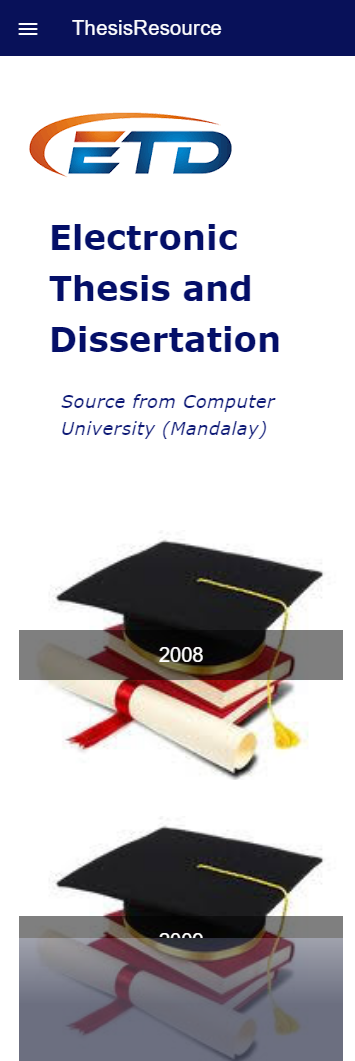 ThesisResource
ETD
Electronic
Thesis and
Dissertation
Source from Computer
University (Mandalay)
2008